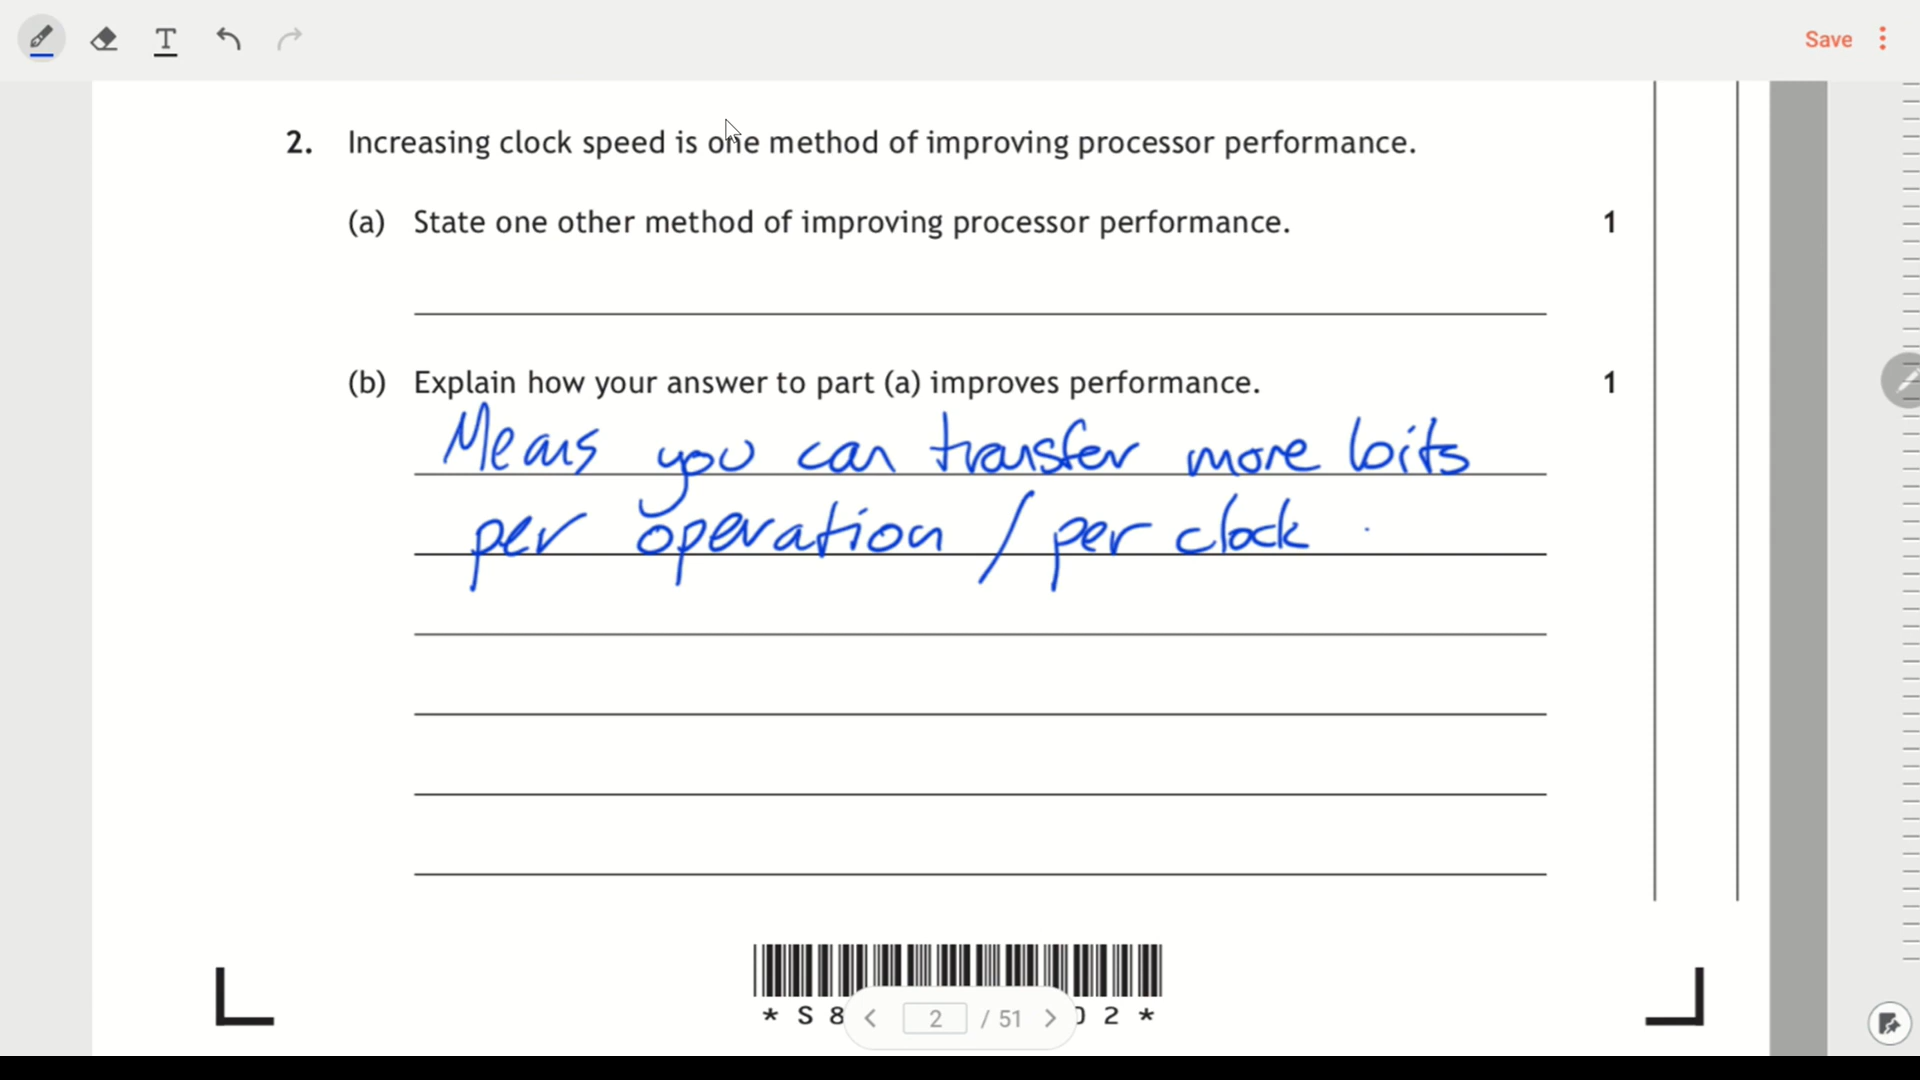 Save
2. Increasing clock speed is one method of improving processor performance.
(a) State one other method of improving processor performance. 1
(b) Explain how your answer to part (a) improves performance. 1
Means you can transfer more bits
per operation / per clock .
* S 8 0 2 *
2 / 51